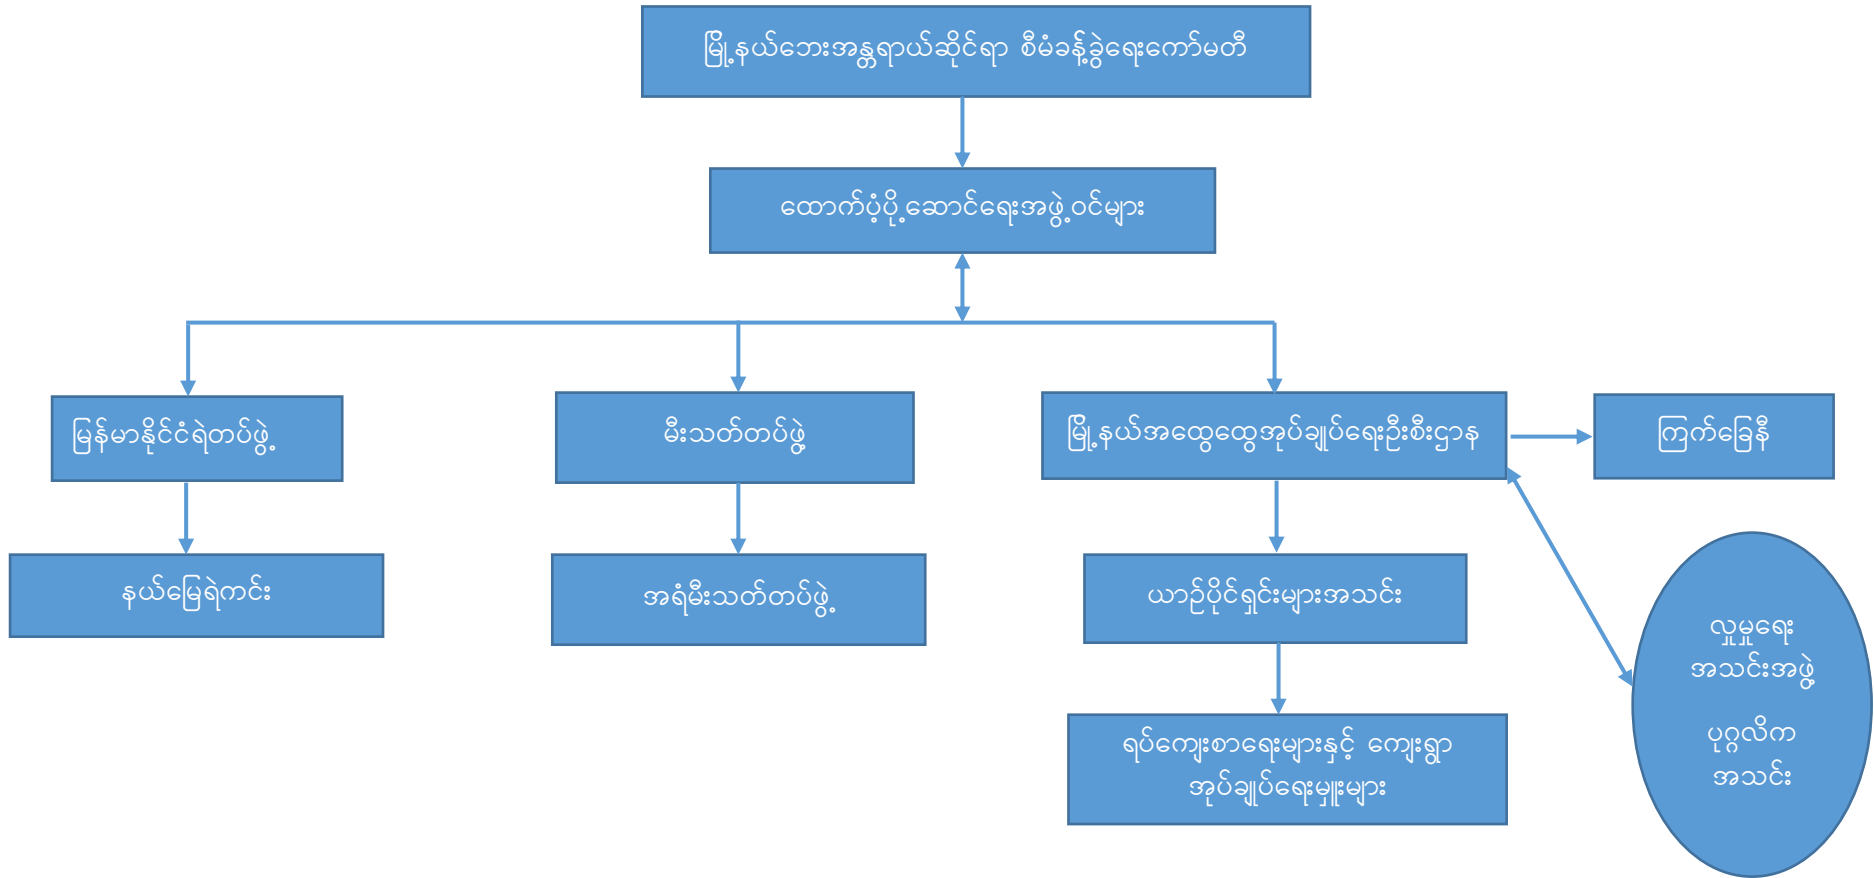 မြို့နယ်ဘေးအန္တရာယ်ဆိုင်ရာ စီမံခန့်ခွဲရေးကော်မတီ
ထောက်ပံ့ပို့ဆောင်ရေးအဖွဲ့ဝင်များ
မြန်မာနိုင်ငံရဲတပ်ဖွဲ့
မီးသတ်တပ်ဖွဲ့
မြို့နယ်အထွေထွေအုပ်ချုပ်ရေးဦးစီးဌာန
ကြက်ခြေနီ
နယ်မြေရဲကင်း
အရံမီးသတ်တပ်ဖွဲ့
ယာဉ်ပိုင်ရှင်းများအသင်း
လှုမှုရေး
အသင်းအဖွဲ့
ပုဂ္ဂလိက
အသင်း
ရပ်ကျေးစာရေးများနှင့် ကျေးရွာ
အုပ်ချုပ်ရေးမှူးများ